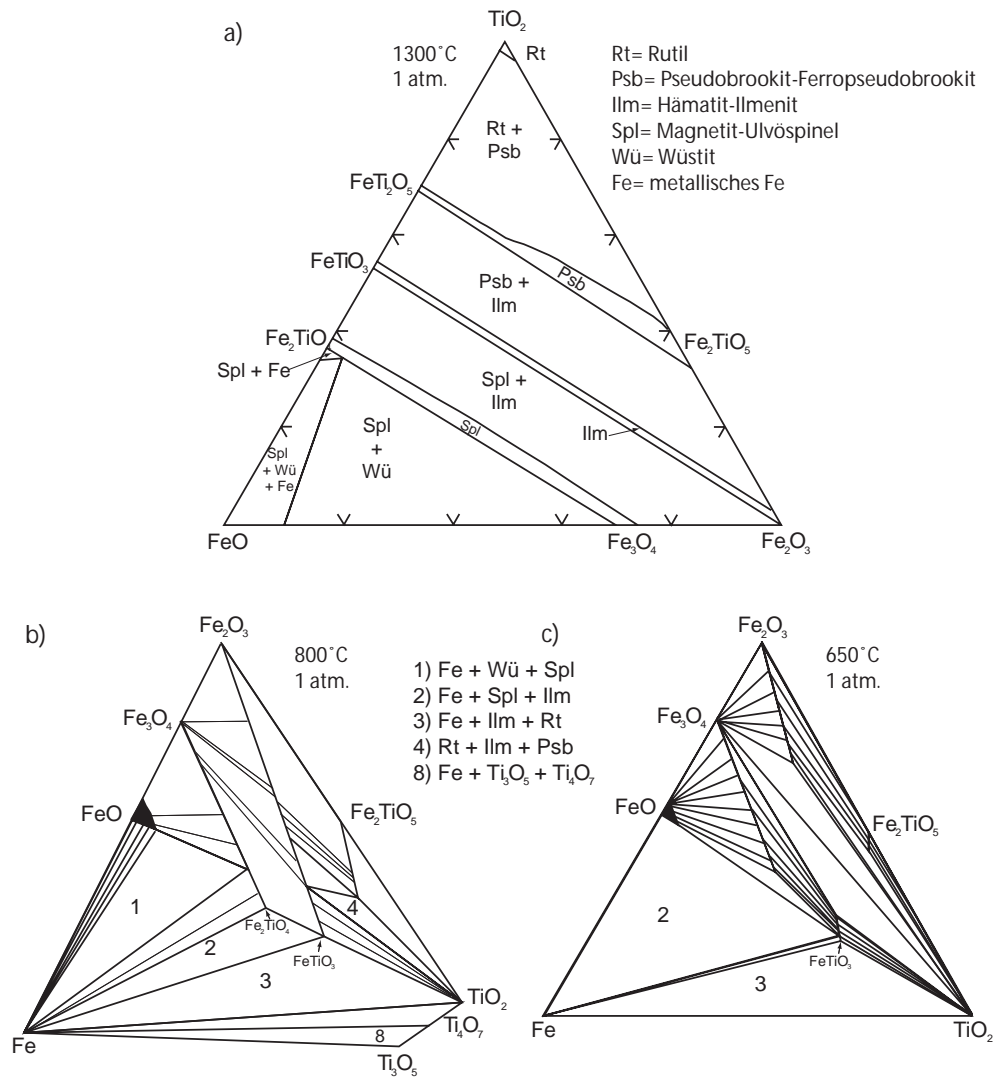 a)
1300°C
1 atm.
TiO₂
Rt
Rt= Rutil
Psb= Pseudobrookit-Ferropseudobrookit
Ilm= Hämatit-Ilmenit
Spl= Magnetit-Ulvöspinel
Wü= Wüstit
Fe= metallisches Fe
Rt +
Psb
FeTi₂O₅
FeTiO₃
Psb +
Ilm
Psb
Fe₂TiO
Fe₂TiO₅
Spl + Fe
Spl +
Ilm
Ilm
Spl
Spl
+
Wü
Spl
+ Wü
+ Fe
FeO
Fe₃O₄
Fe₂O₃
b)
Fe₂O₃
800°C
1 atm.
Fe₃O₄
FeO
Fe₂TiO₅
1
2
3
4
Fe₂TiO₄
FeTiO₃
TiO₂
Ti₄O₇
8
Ti₃O₅
Fe
1) Fe + Wü + Spl
2) Fe + Spl + Ilm
3) Fe + Ilm + Rt
4) Rt + Ilm + Psb
8) Fe + Ti₃O₅ + Ti₄O₇
c)
Fe₂O₃
650°C
1 atm.
Fe₃O₄
FeO
Fe₂TiO₅
2
FeTiO₃
3
Fe
TiO₂